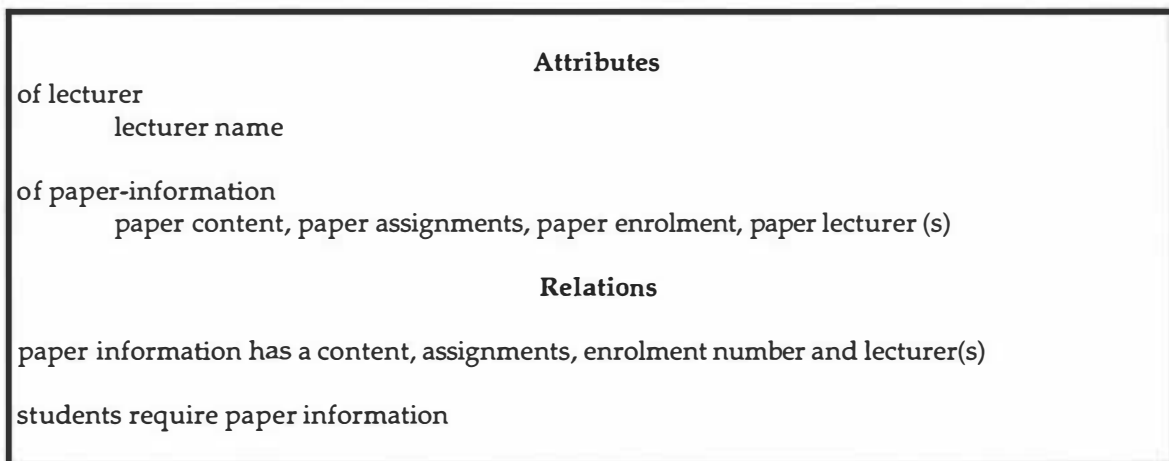 Attributes
of lecturer
lecturer name
of paper-information
paper content, paper assignments, paper enrolment, paper lecturer (s)
Relations
paper information has a content, assignments, enrolment number and lecturer(s)
students require paper information